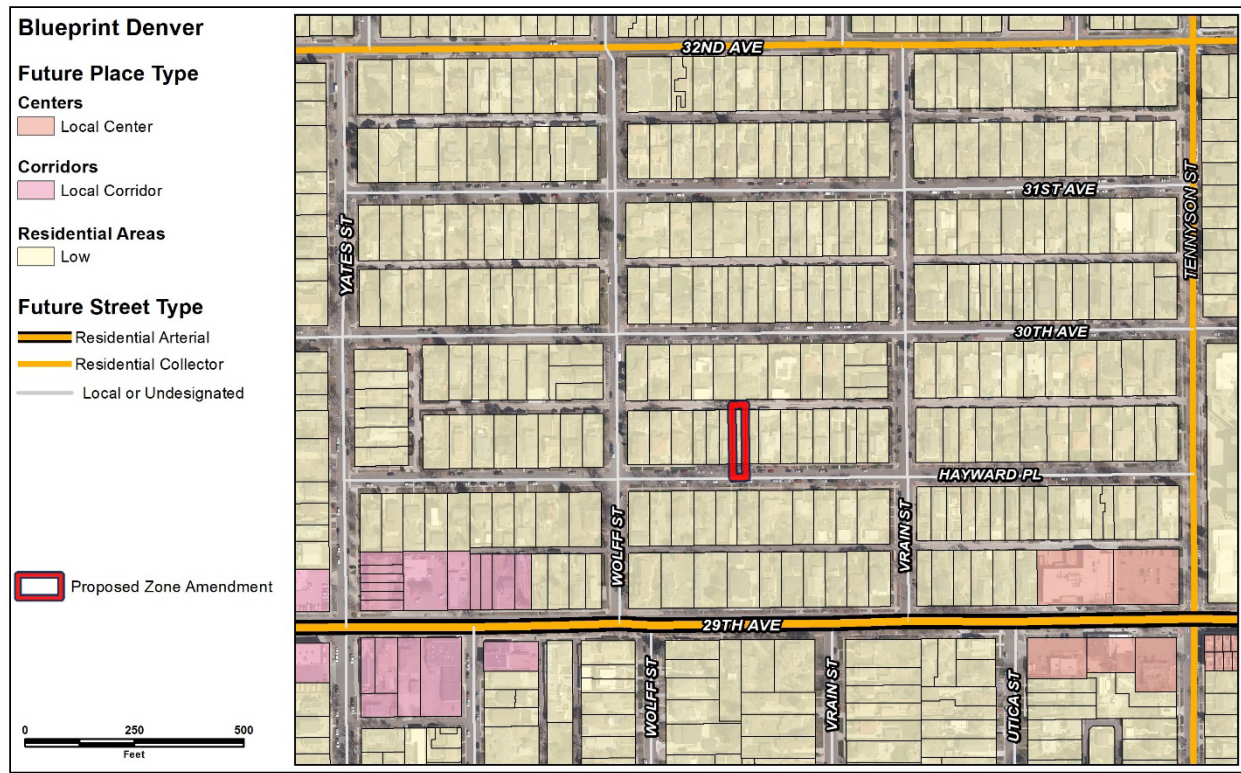 Blueprint Denver
Future Place Type
Centers
Local Center
Corridors
Local Corridor
Residential Areas
Low
Future Street Type
Residential Arterial
Residential Collector
Local or Undesignated
Proposed Zone Amendment
0 250 500
Feet
32ND AVE
31ST AVE
YATES ST
TENNYSON ST
30TH AVE
HAYWARD PL
WOLFF ST
VRAIN ST
29TH AVE
WOLFF ST
VRAIN ST
UTICA ST